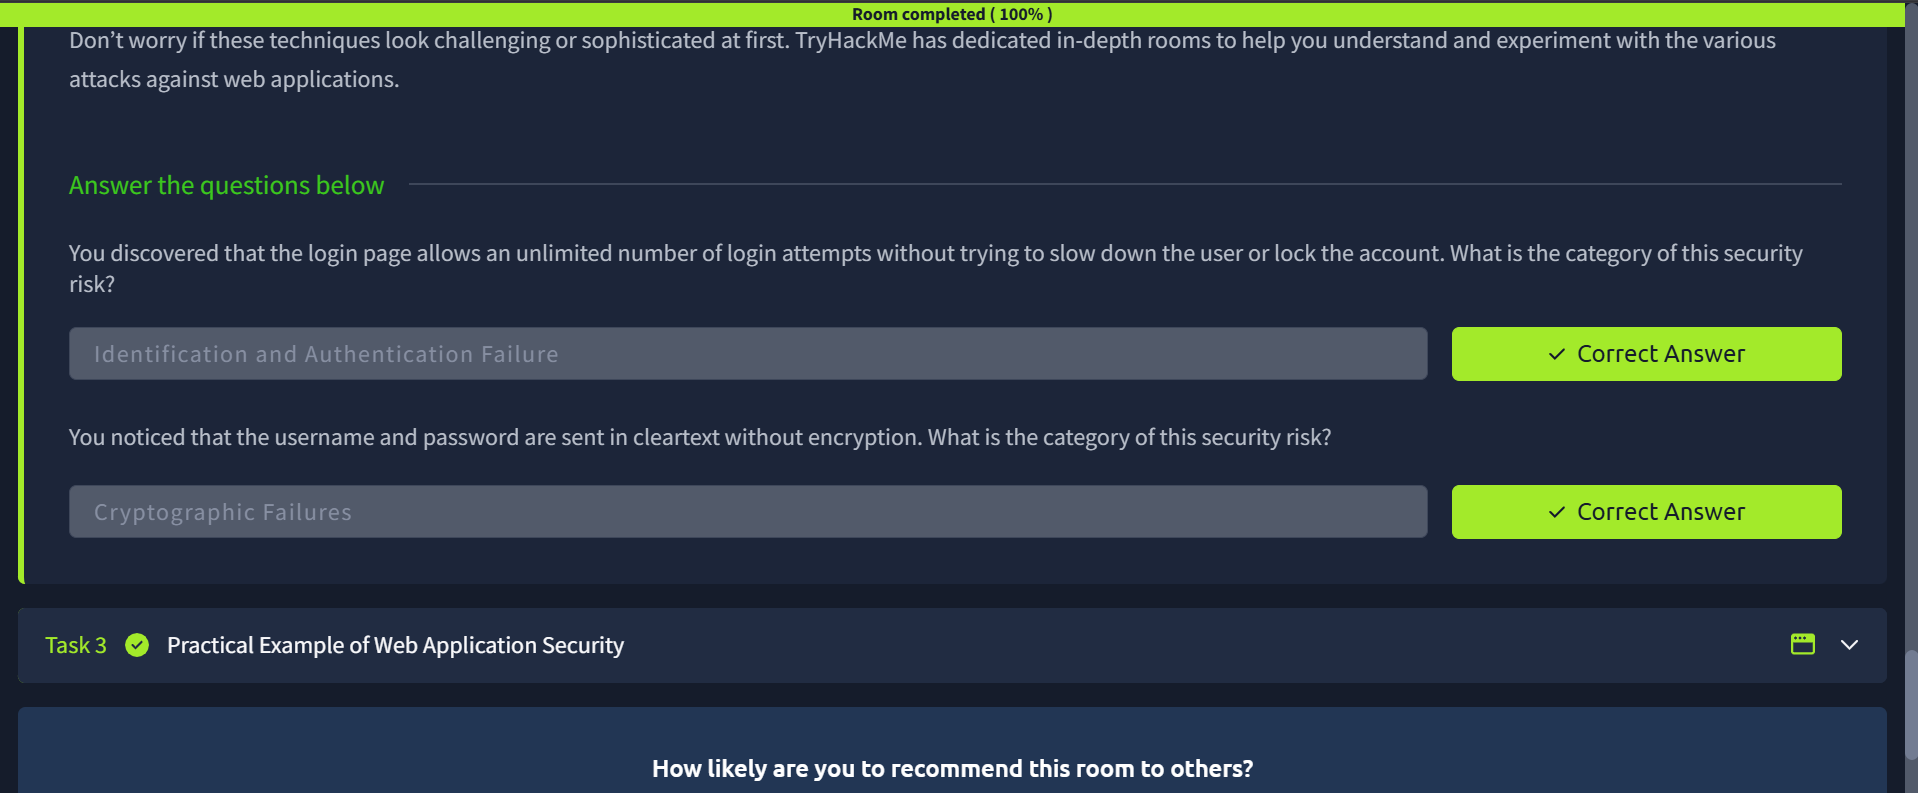 Room completed ( 100% )
Don’t worry if these techniques look challenging or sophisticated at first. TryHackMe has dedicated in-depth rooms to help you understand and experiment with the various
attacks against web applications.
Answer the questions below
You discovered that the login page allows an unlimited number of login attempts without trying to slow down the user or lock the account. What is the category of this security
risk?
Identification and Authentication Failure
Correct Answer
You noticed that the username and password are sent in cleartext without encryption. What is the category of this security risk?
Cryptographic Failures
Correct Answer
Task 3 Practical Example of Web Application Security
How likely are you to recommend this room to others?